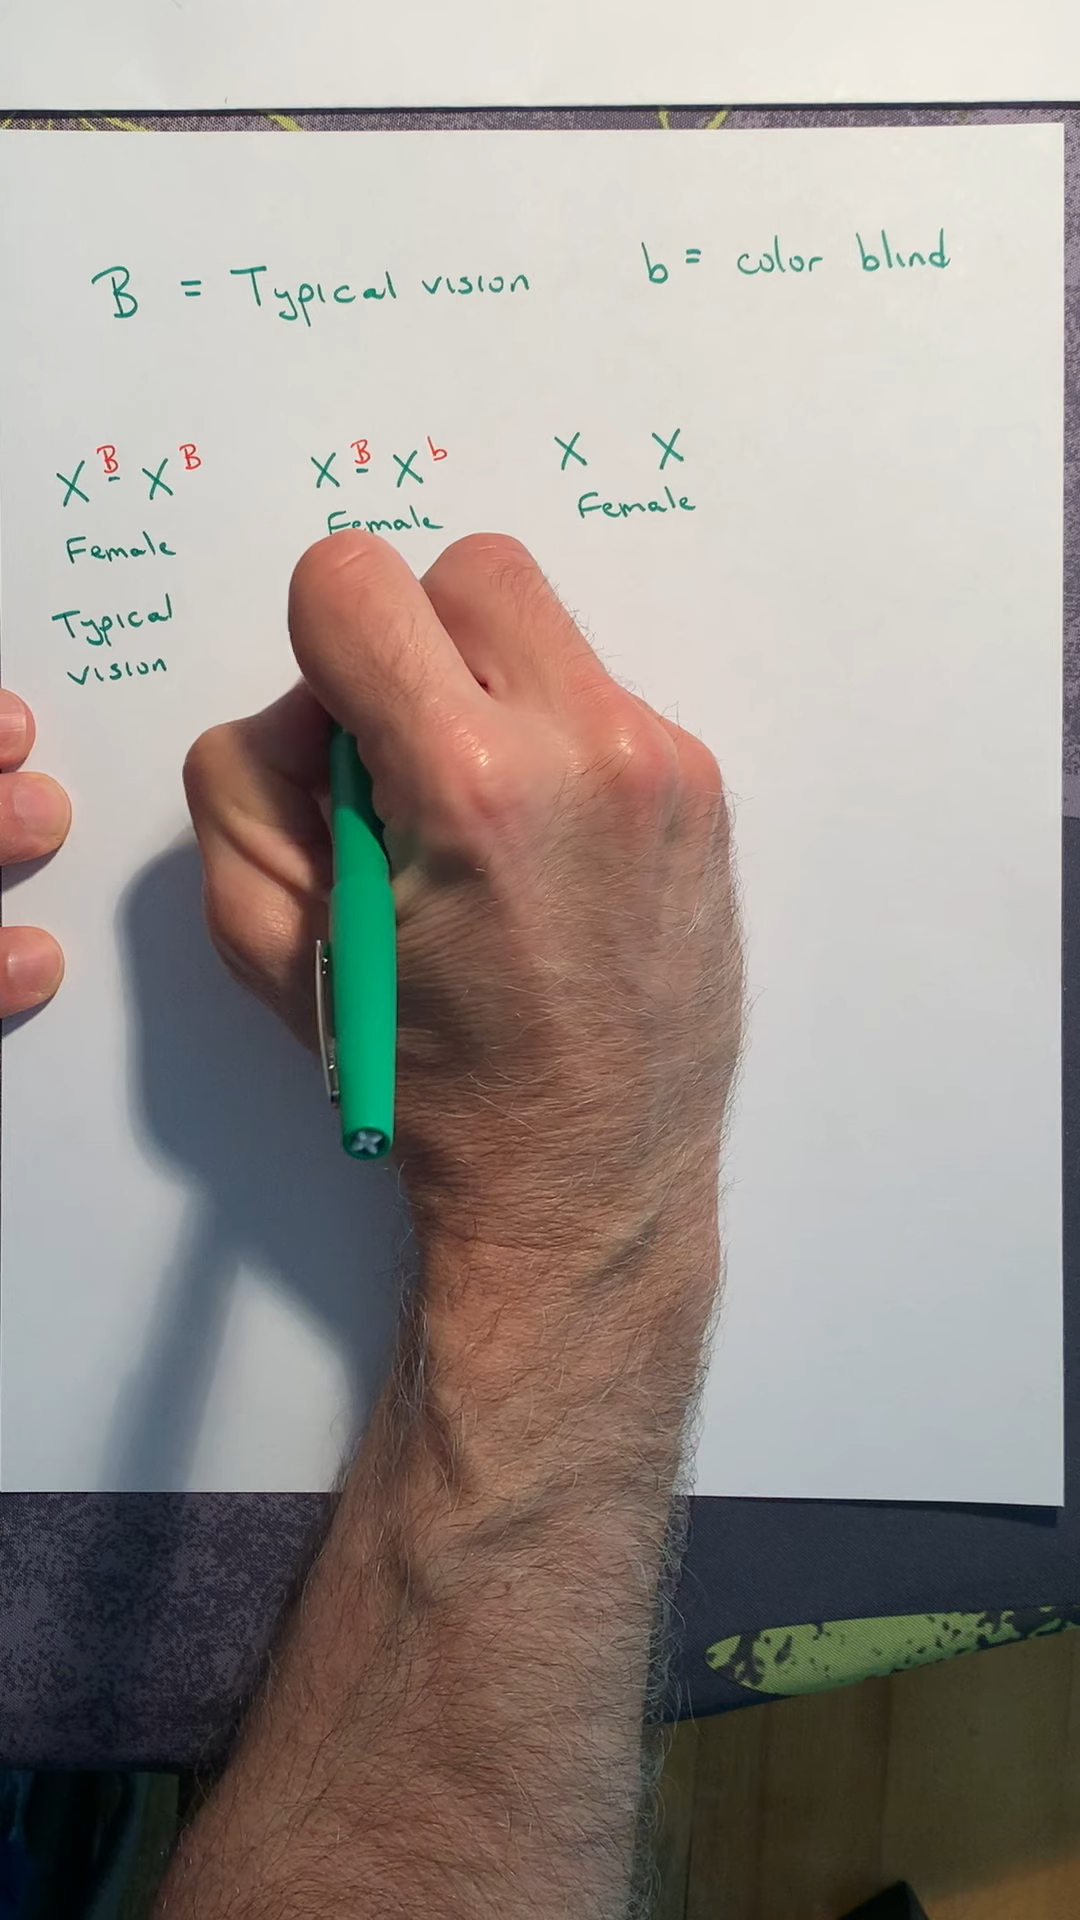 B = Typical vision
b = color blind
X^B X^B
Female
Typical
vision
X^B X^b
Female
X X
Female